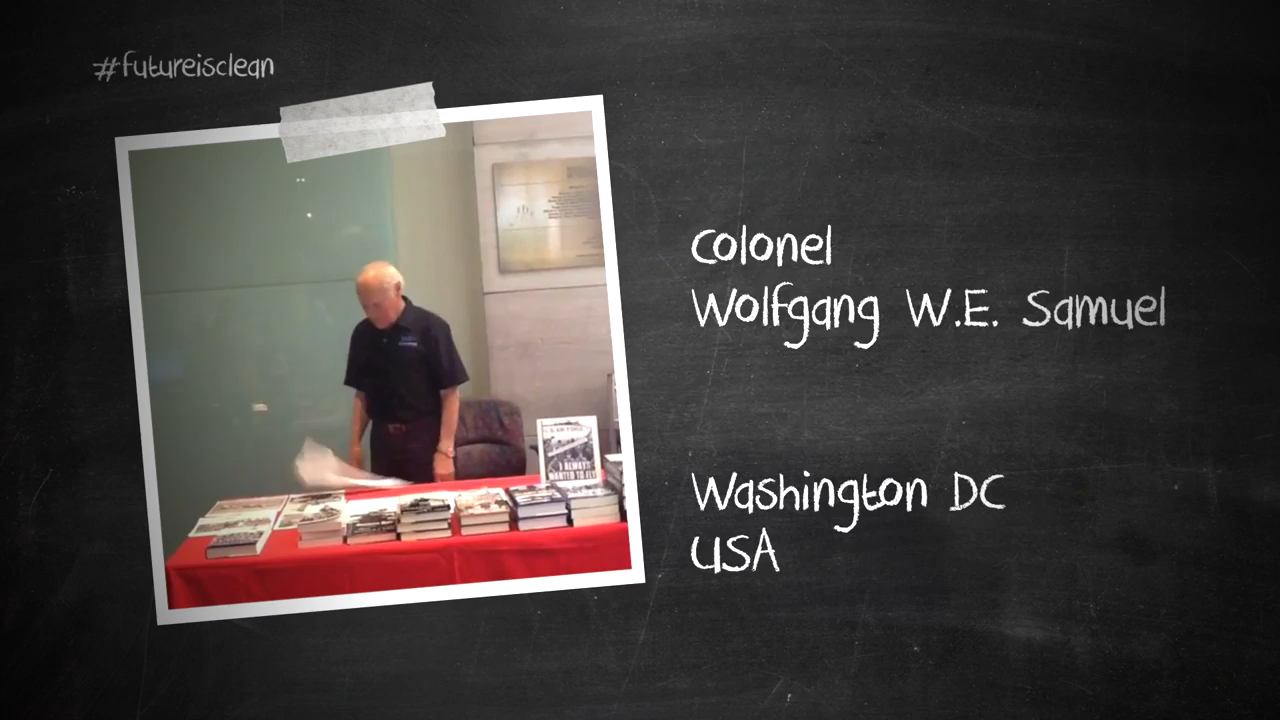 #futureisclean
Colonel
Wolfgang W.E. Samuel
Washington DC
USA
I ALWAYS
WANTED TO FLY